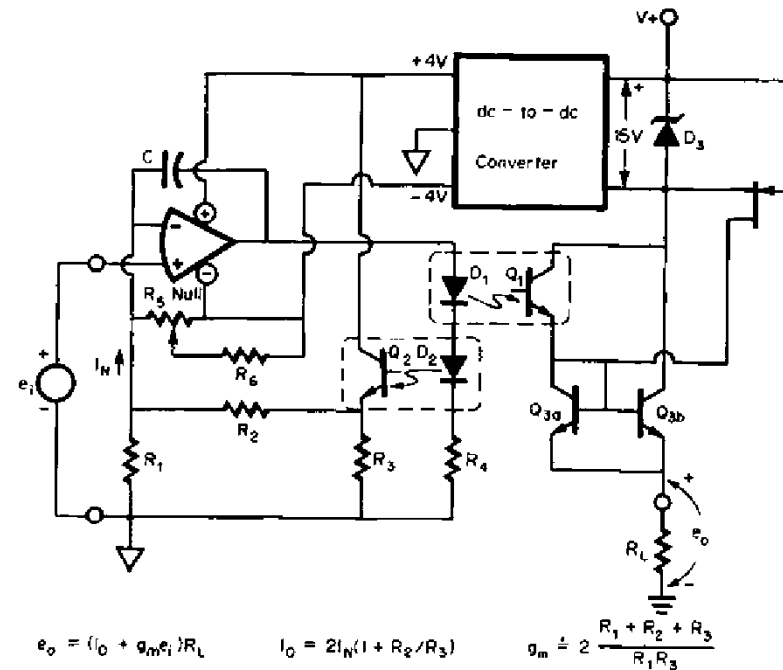 V+
+4V
dc-to-dc
Converter
+
15V
D3
-4V
C
-
+
+
-
Null
R5
R6
IN
+
ei
-
D1
Q1
Q2
D2
R2
R1
R3
R4
Q3a
Q3b
+
eo
RL
-
eo = (IO + gmei)RL
IO = 2IN(1 + R2/R3)
gm ≐ 2 (R1 + R2 + R3)/(R1R3)